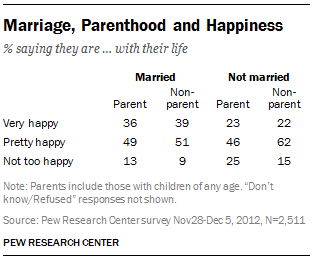 Marriage, Parenthood and Happiness
% saying they are ... with their life
Married Not married
Parent Non-parent Parent Non-parent
Very happy 36 39 23 22
Pretty happy 49 51 46 62
Not too happy 13 9 25 15
Note: Parents include those with children of any age. “Don’t
know/Refused” responses not shown.
Source: Pew Research Center survey Nov28-Dec 5, 2012, N=2,511
PEW RESEARCH CENTER